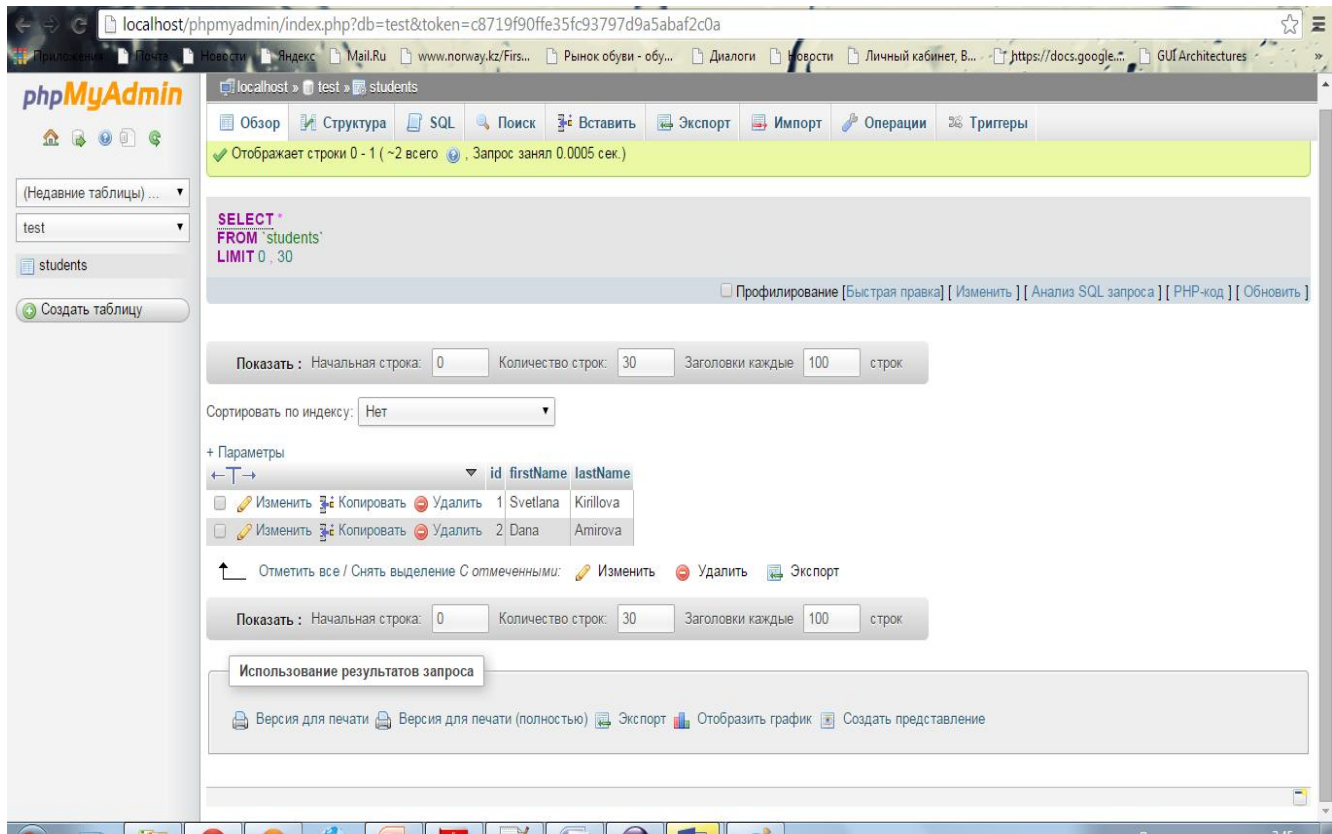 localhost/phpmyadmin/index.php?db=test&token=c8719f90ffe35fc93797d9a5abaf2c0a
Приложения Почта Новости Яндекс Mail.Ru www.norway.kz/Firs... Рынок обуви - обу... Диалоги Новости Личный кабинет, В... https://docs.google... GUI Architectures »
phpMyAdmin
(Недавние таблицы) ...
test
students
Создать таблицу
localhost » test » students
Обзор Структура SQL Поиск Вставить Экспорт Импорт Операции Триггеры
Отображает строки 0 - 1 ( ~2 всего , Запрос занял 0.0005 сек.)
SELECT *
FROM `students`
LIMIT 0 , 30
Профилирование [Быстрая правка] [ Изменить ] [ Анализ SQL запроса ] [ PHP-код ] [ Обновить ]
Показать : Начальная строка: 0 Количество строк: 30 Заголовки каждые 100 строк
Сортировать по индексу: Нет
+ Параметры
←T→ id firstName lastName
Изменить Копировать Удалить 1 Svetlana Kirillova
Изменить Копировать Удалить 2 Dana Amirova
Отметить все / Снять выделение С отмеченными: Изменить Удалить Экспорт
Показать : Начальная строка: 0 Количество строк: 30 Заголовки каждые 100 строк
Использование результатов запроса
Версия для печати Версия для печати (полностью) Экспорт Отобразить график Создать представление